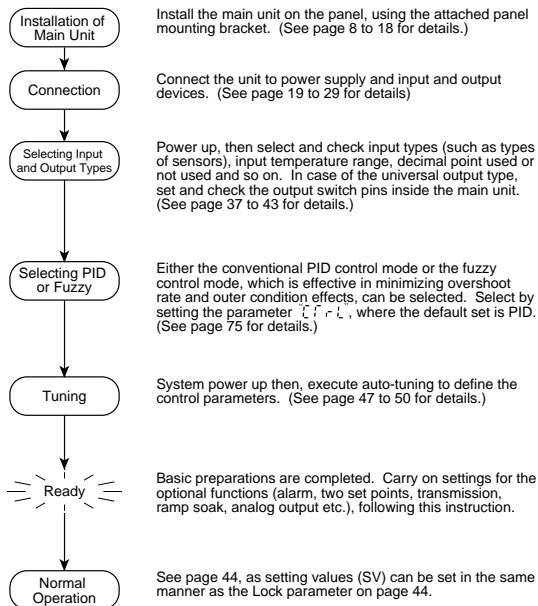 Installation of
Main Unit
Install the main unit on the panel, using the attached panel
mounting bracket. (See page 8 to 18 for details.)
Connection
Connect the unit to power supply and input and output
devices. (See page 19 to 29 for details)
Selecting Input
and Output Types
Power up, then select and check input types (such as types
of sensors), input temperature range, decimal point used or
not used and so on. In case of the universal output type,
set and check the output switch pins inside the main unit.
(See page 37 to 43 for details.)
Selecting PID
or Fuzzy
Either the conventional PID control mode or the fuzzy
control mode, which is effective in minimizing overshoot
rate and outer condition effects, can be selected. Select by
setting the parameter "CTrL", where the default set is PID.
(See page 75 for details.)
Tuning
System power up then, execute auto-tuning to define the
control parameters. (See page 47 to 50 for details.)
Ready
Basic preparations are completed. Carry on settings for the
optional functions (alarm, two set points, transmission,
ramp soak, analog output etc.), following this instruction.
Normal
Operation
See page 44, as setting values (SV) can be set in the same
manner as the Lock parameter on page 44.